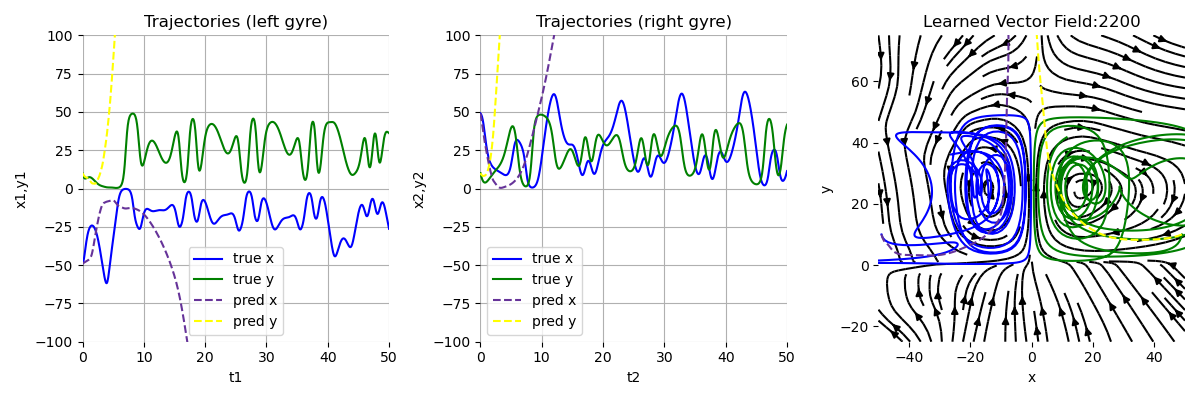 Trajectories (left gyre)
100
75
50
25
0
−25
−50
−75
−100
x1,y1
0
10
20
30
40
50
t1
true x
true y
pred x
pred y
Trajectories (right gyre)
100
75
50
25
0
−25
−50
−75
−100
x2,y2
0
10
20
30
40
50
t2
true x
true y
pred x
pred y
Learned Vector Field:2200
60
40
20
0
−20
y
−40
−20
0
20
40
x